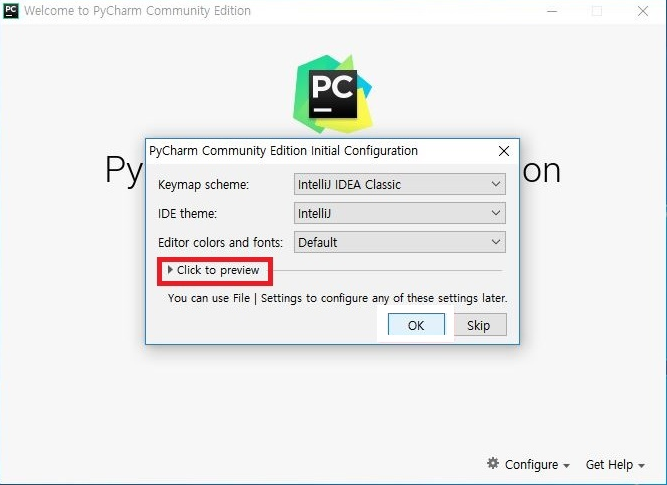 PC Welcome to PyCharm Community Edition
PC
Py
on
PyCharm Community Edition Initial Configuration
Keymap scheme: IntelliJ IDEA Classic
IDE theme: IntelliJ
Editor colors and fonts: Default
Click to preview
You can use File | Settings to configure any of these settings later.
OK Skip
Configure Get Help